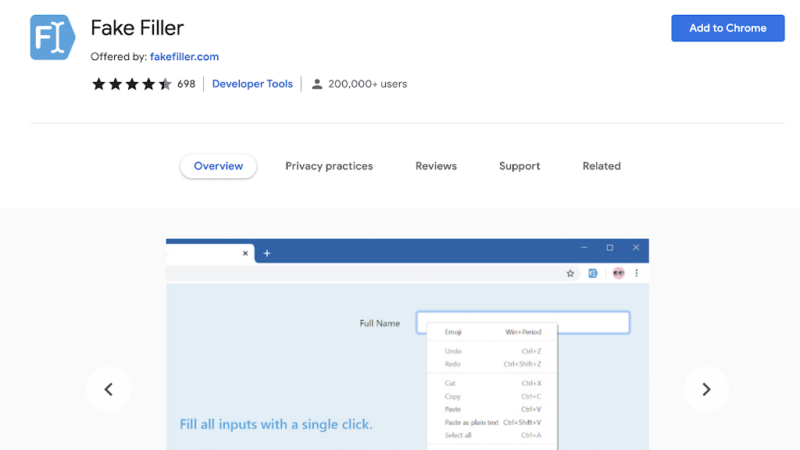 Fake Filler
Add to Chrome
Offered by: fakefiller.com
698 Developer Tools 200,000+ users
Overview Privacy practices Reviews Support Related
Full Name
Emoji Win+Period
Undo Ctrl+Z
Redo Ctrl+Shift+Z
Cut Ctrl+X
Copy Ctrl+C
Paste Ctrl+V
Paste as plain text Ctrl+Shift+V
Select all Ctrl+A
Fill all inputs with a single click.